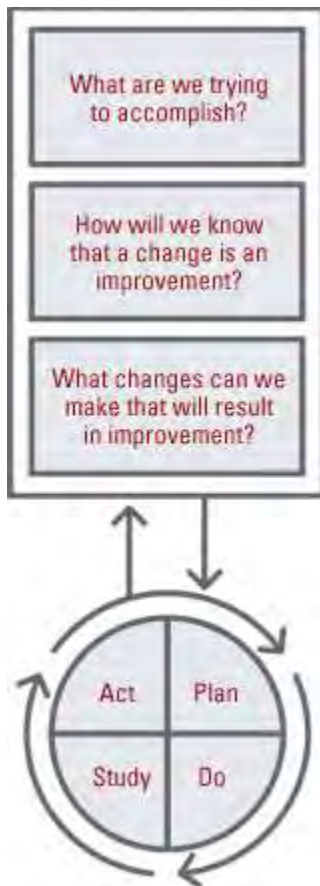 What are we trying
to accomplish?
How will we know
that a change is an
improvement?
What changes can we
make that will result
in improvement?
Act
Plan
Study
Do